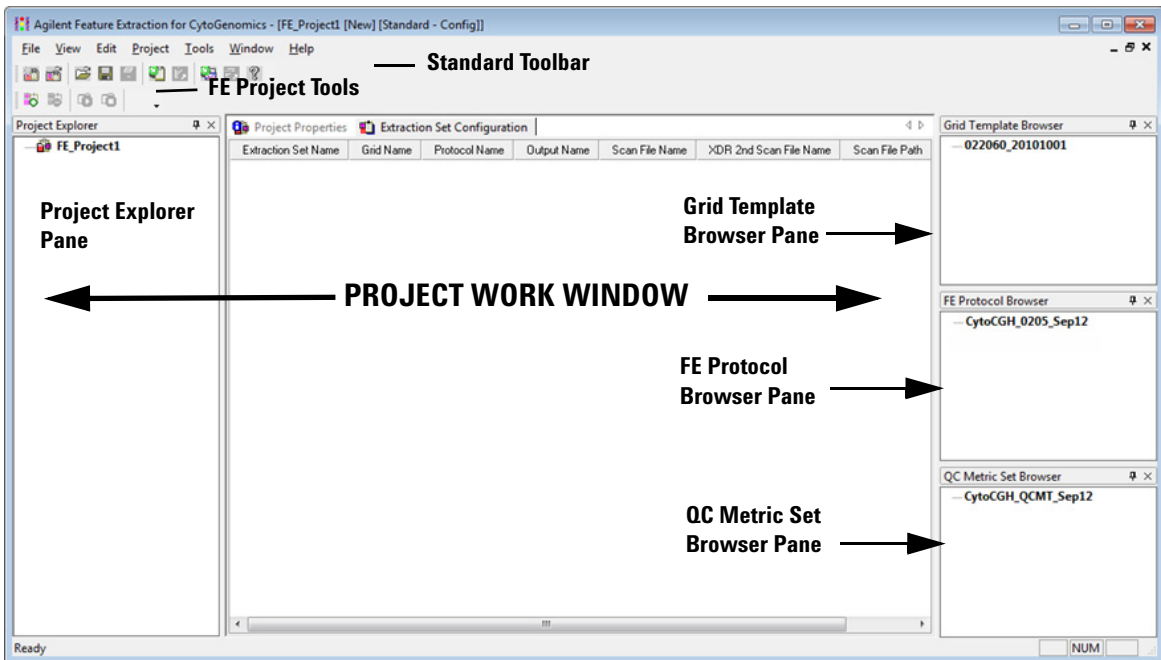 Agilent Feature Extraction for CytoGenomics - [FE_Project1 [New] [Standard - Config]]
File View Edit Project Tools Window Help
Standard Toolbar
FE Project Tools
Project Explorer
FE_Project1
Project Explorer
Pane
Project Properties Extraction Set Configuration
Extraction Set Name Grid Name Protocol Name Output Name Scan File Name XDR 2nd Scan File Name Scan File Path
Grid Template
Browser Pane
PROJECT WORK WINDOW
FE Protocol
Browser Pane
QC Metric Set
Browser Pane
Grid Template Browser
022060_20101001
FE Protocol Browser
CytoCGH_0205_Sep12
QC Metric Set Browser
CytoCGH_QCMT_Sep12
Ready
NUM